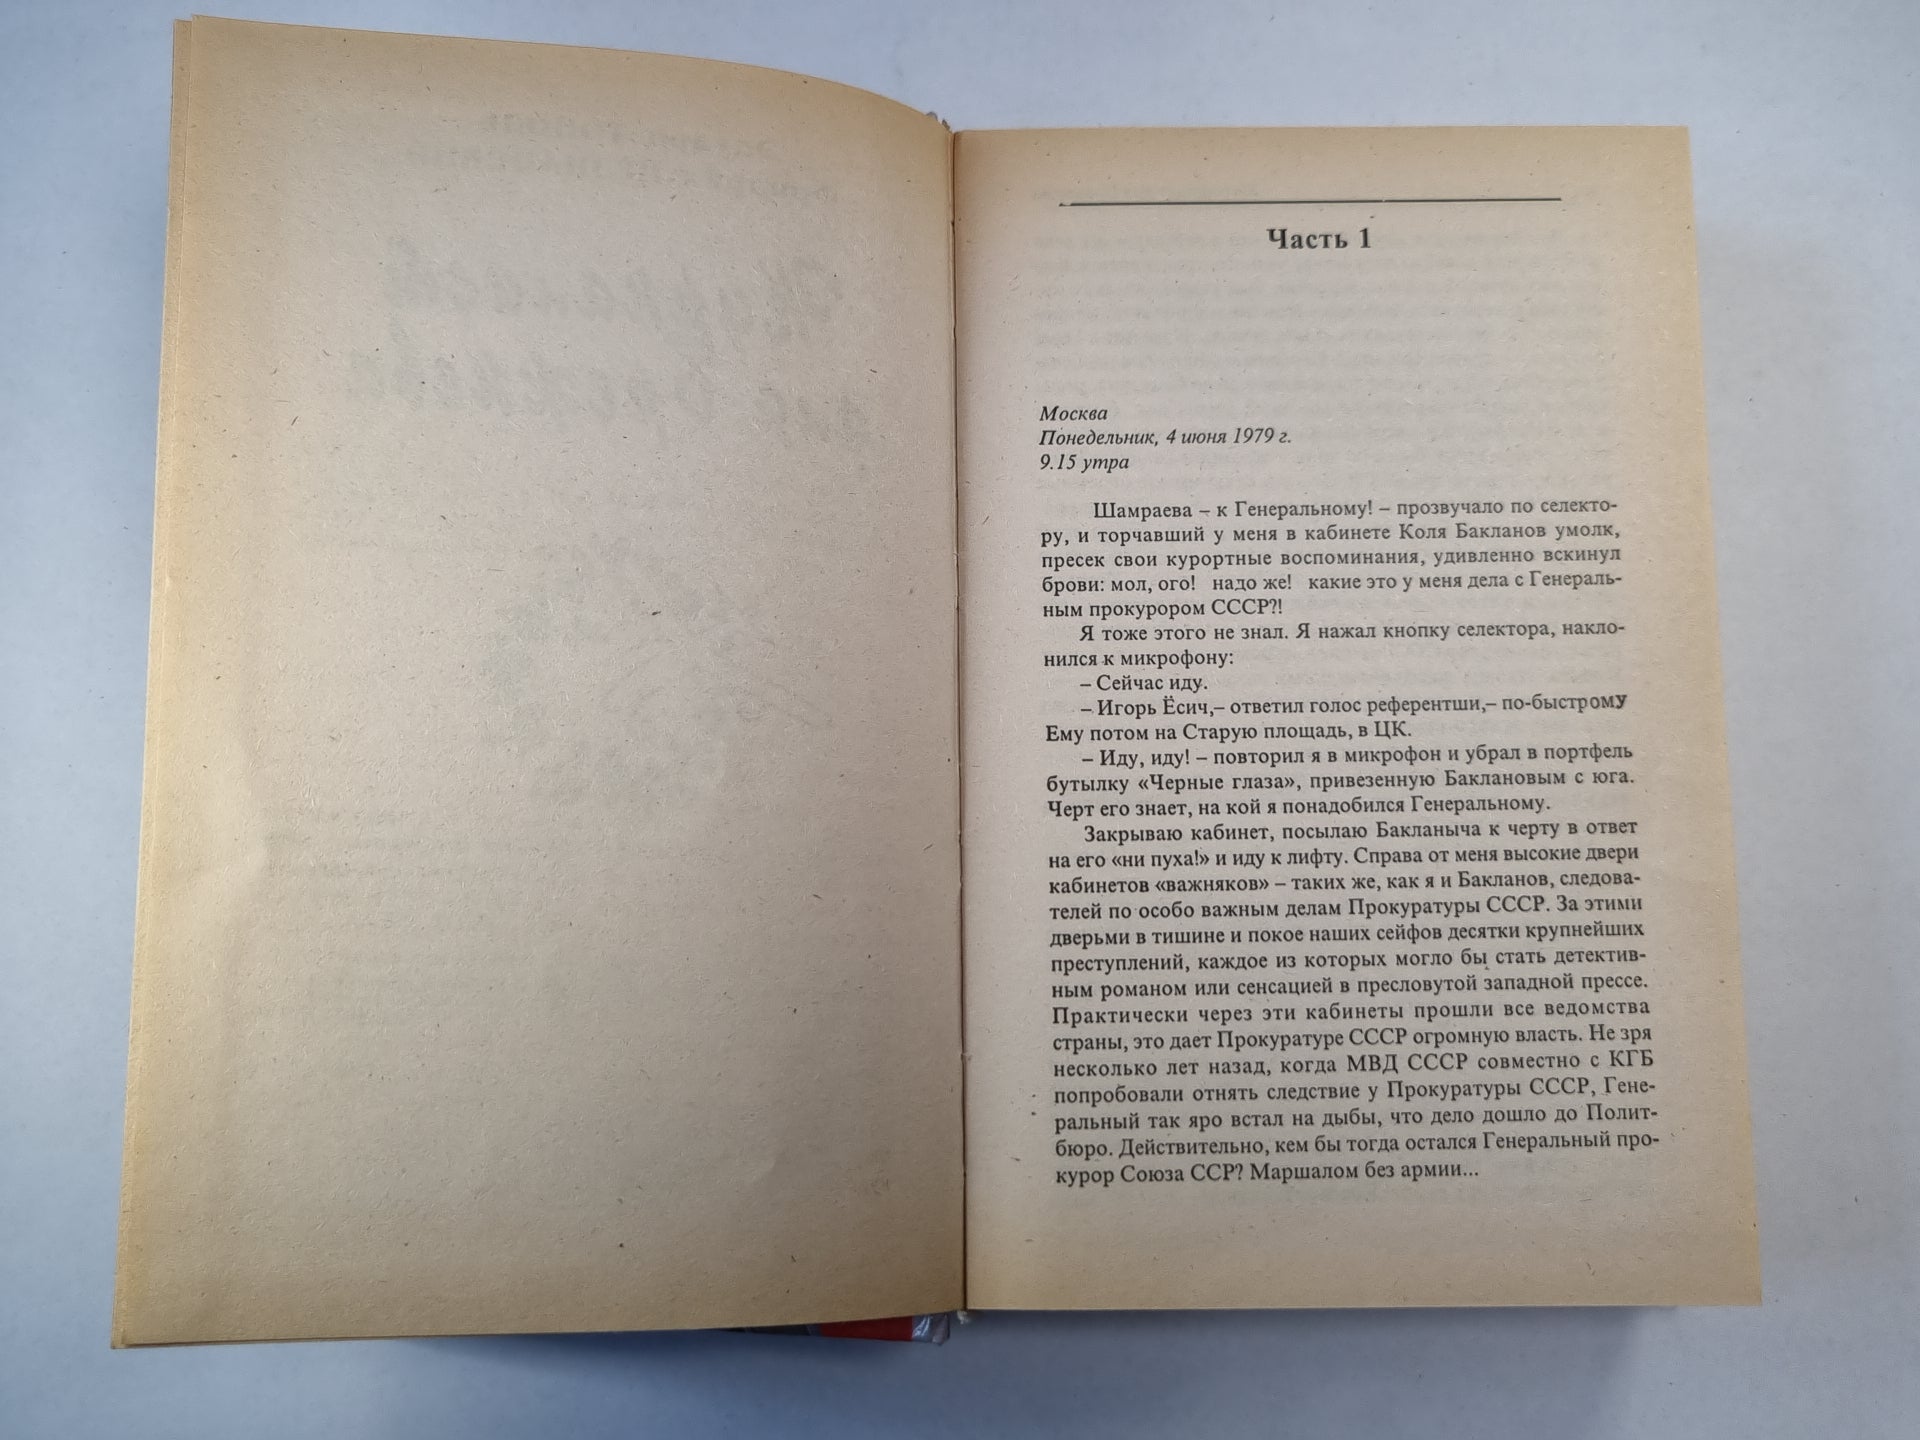 Часть 1
Москва
Понедельник, 4 июня 1979 г.
9.15 утра
Шамраева – к Генеральному! – прозвучало по селекто-
ру, и торчавший у меня в кабинете Коля Бакланов умолк,
пресек свои курортные воспоминания, удивленно вскинул
брови: мол, ого! надо же! какие это у меня дела с Генераль-
ным прокурором СССР?!
Я тоже этого не знал. Я нажал кнопку селектора, накло-
нился к микрофону:
– Сейчас иду.
– Игорь Ёсич,– ответил голос референтши,– по-быстрому
Ему потом на Старую площадь, в ЦК.
– Иду, иду! – повторил я в микрофон и убрал в портфель
бутылку «Черные глаза», привезенную Баклановым с юга.
Черт его знает, на кой я понадобился Генеральному.
Закрываю кабинет, посылаю Бакланыча к черту в ответ
на его «ни пуха!» и иду к лифту. Справа от меня высокие двери
кабинетов «важняков» – таких же, как я и Бакланов, следова-
телей по особо важным делам Прокуратуры СССР. За этими
дверьми в тишине и покое наших сейфов десятки крупнейших
преступлений, каждое из которых могло бы стать детектив-
ным романом или сенсацией в пресловутой западной прессе.
Практически через эти кабинеты прошли все ведомства
страны, это дает Прокуратуре СССР огромную власть. Не зря
несколько лет назад, когда МВД СССР совместно с КГБ
попробовали отнять следствие у Прокуратуры СССР, Гене-
ральный так яро встал на дыбы, что дело дошло до Полит-
бюро. Действительно, кем бы тогда остался Генеральный про-
курор Союза ССР? Маршалом без армии...